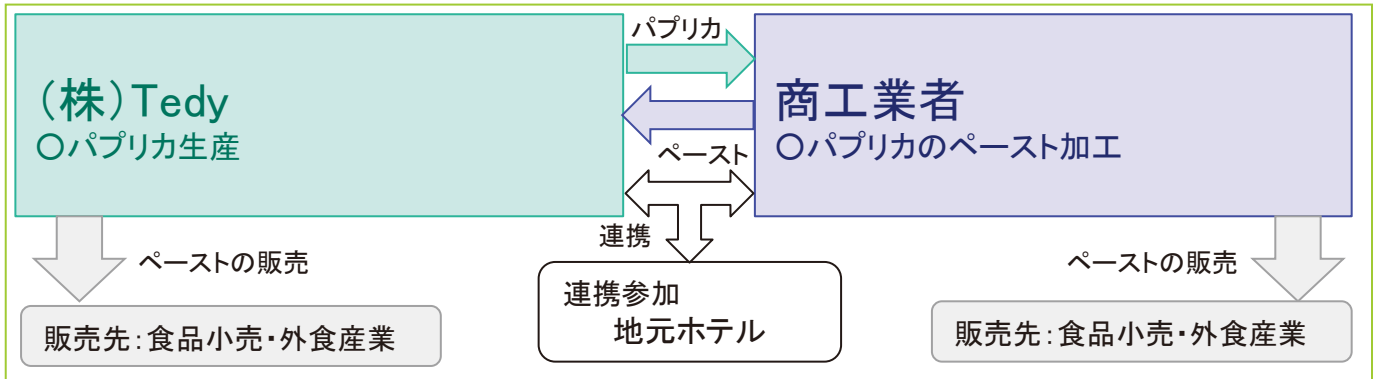 パプリカ
(株)Tedy
○パプリカ生産
商工業者
○パプリカのペースト加工
ペースト
連携
ペーストの販売
ペーストの販売
連携参加
地元ホテル
販売先：食品小売・外食産業
販売先：食品小売・外食産業